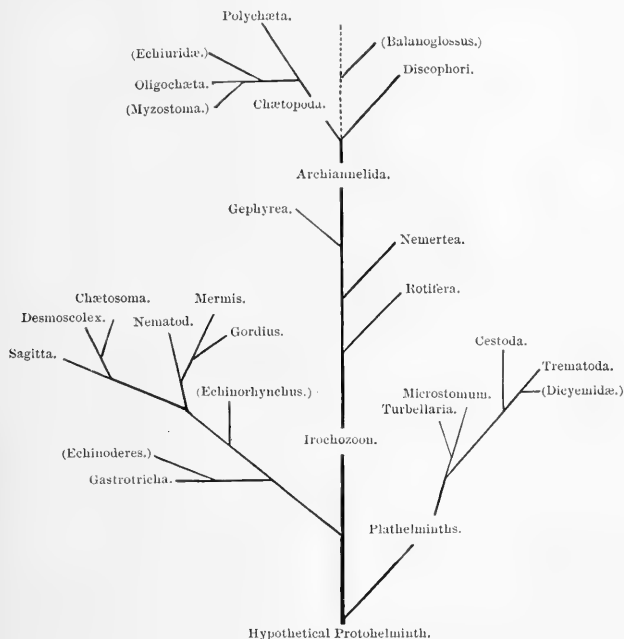 Polychæta.
(Balanoglossus.)
(Echiuridæ.)
Discophori.
Oligochæta.
(Myzostoma.)
Chætopoda.
Archiannelida.
Gephyrea.
Nemertea.
Rotifera.
Chætosoma.
Mermis.
Desmoscolex.
Nematod.
Gordius.
Sagitta.
Cestoda.
Trematoda.
(Dicyemidæ.)
(Echinorhynchus.)
Microstomum.
Turbellaria.
Trochozoon.
(Echinoderes.)
Gastrotricha.
Plathelminths.
Hypothetical Protohelminth.